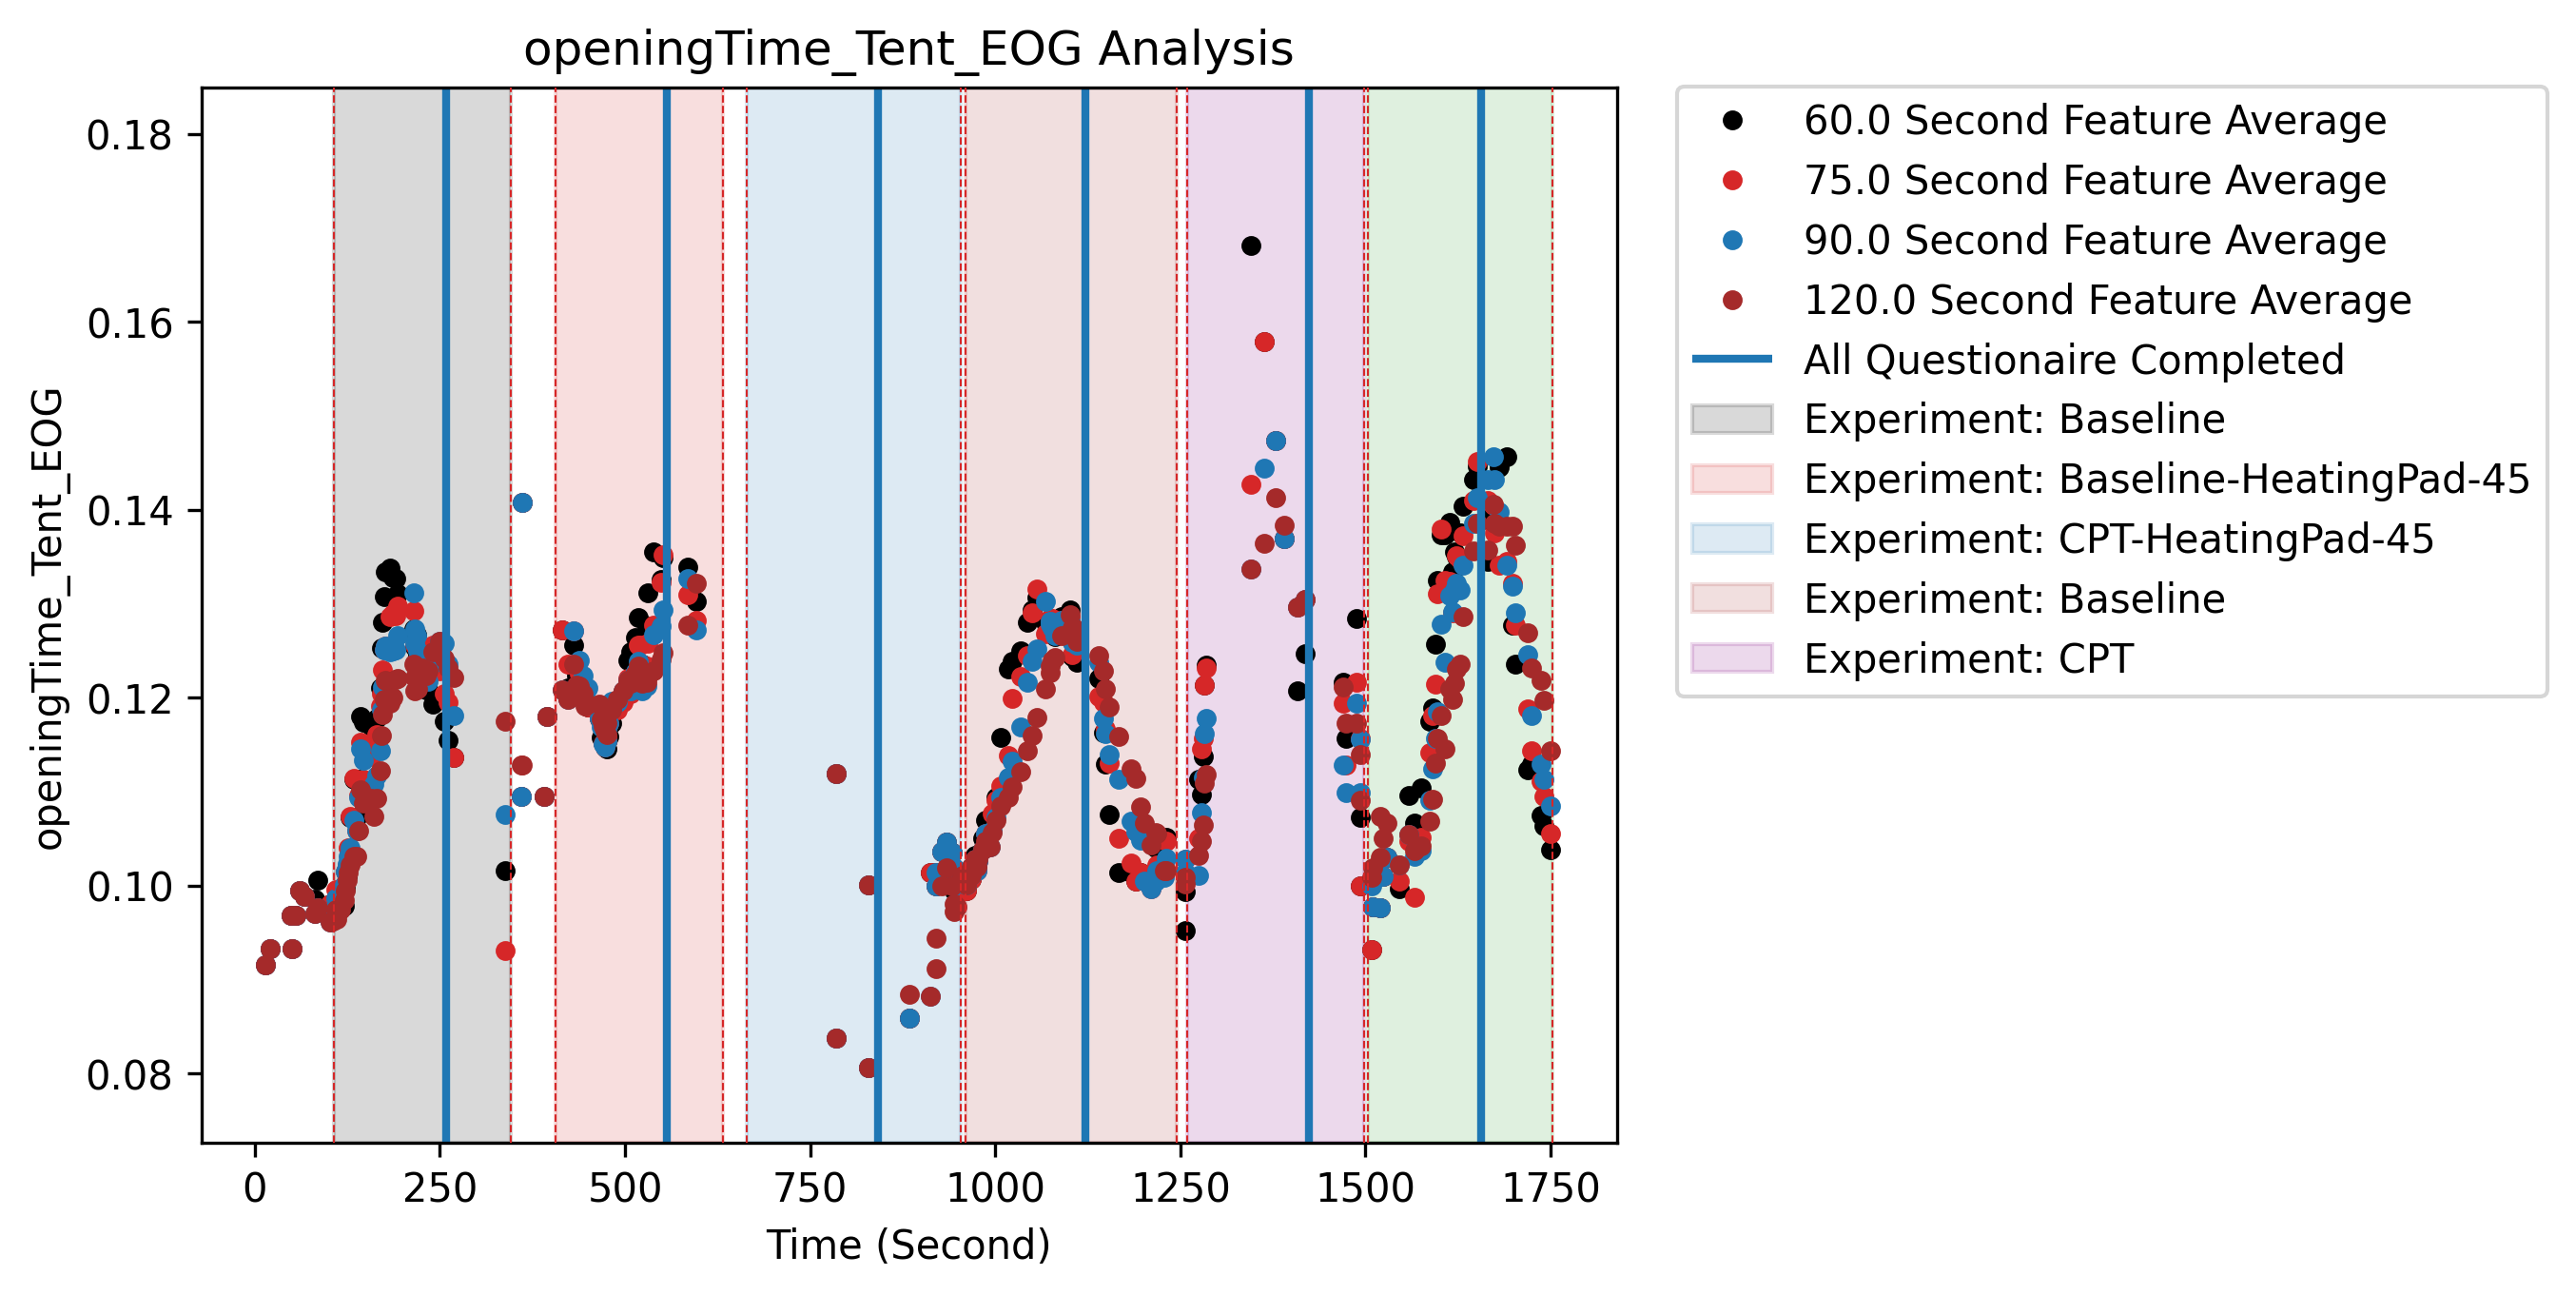 openingTime_Tent_EOG Analysis
0.18
0.16
0.14
0.12
0.10
0.08
openingTime_Tent_EOG
0 250 500 750 1000 1250 1500 1750
Time (Second)
60.0 Second Feature Average
75.0 Second Feature Average
90.0 Second Feature Average
120.0 Second Feature Average
All Questionaire Completed
Experiment: Baseline
Experiment: Baseline-HeatingPad-45
Experiment: CPT-HeatingPad-45
Experiment: Baseline
Experiment: CPT